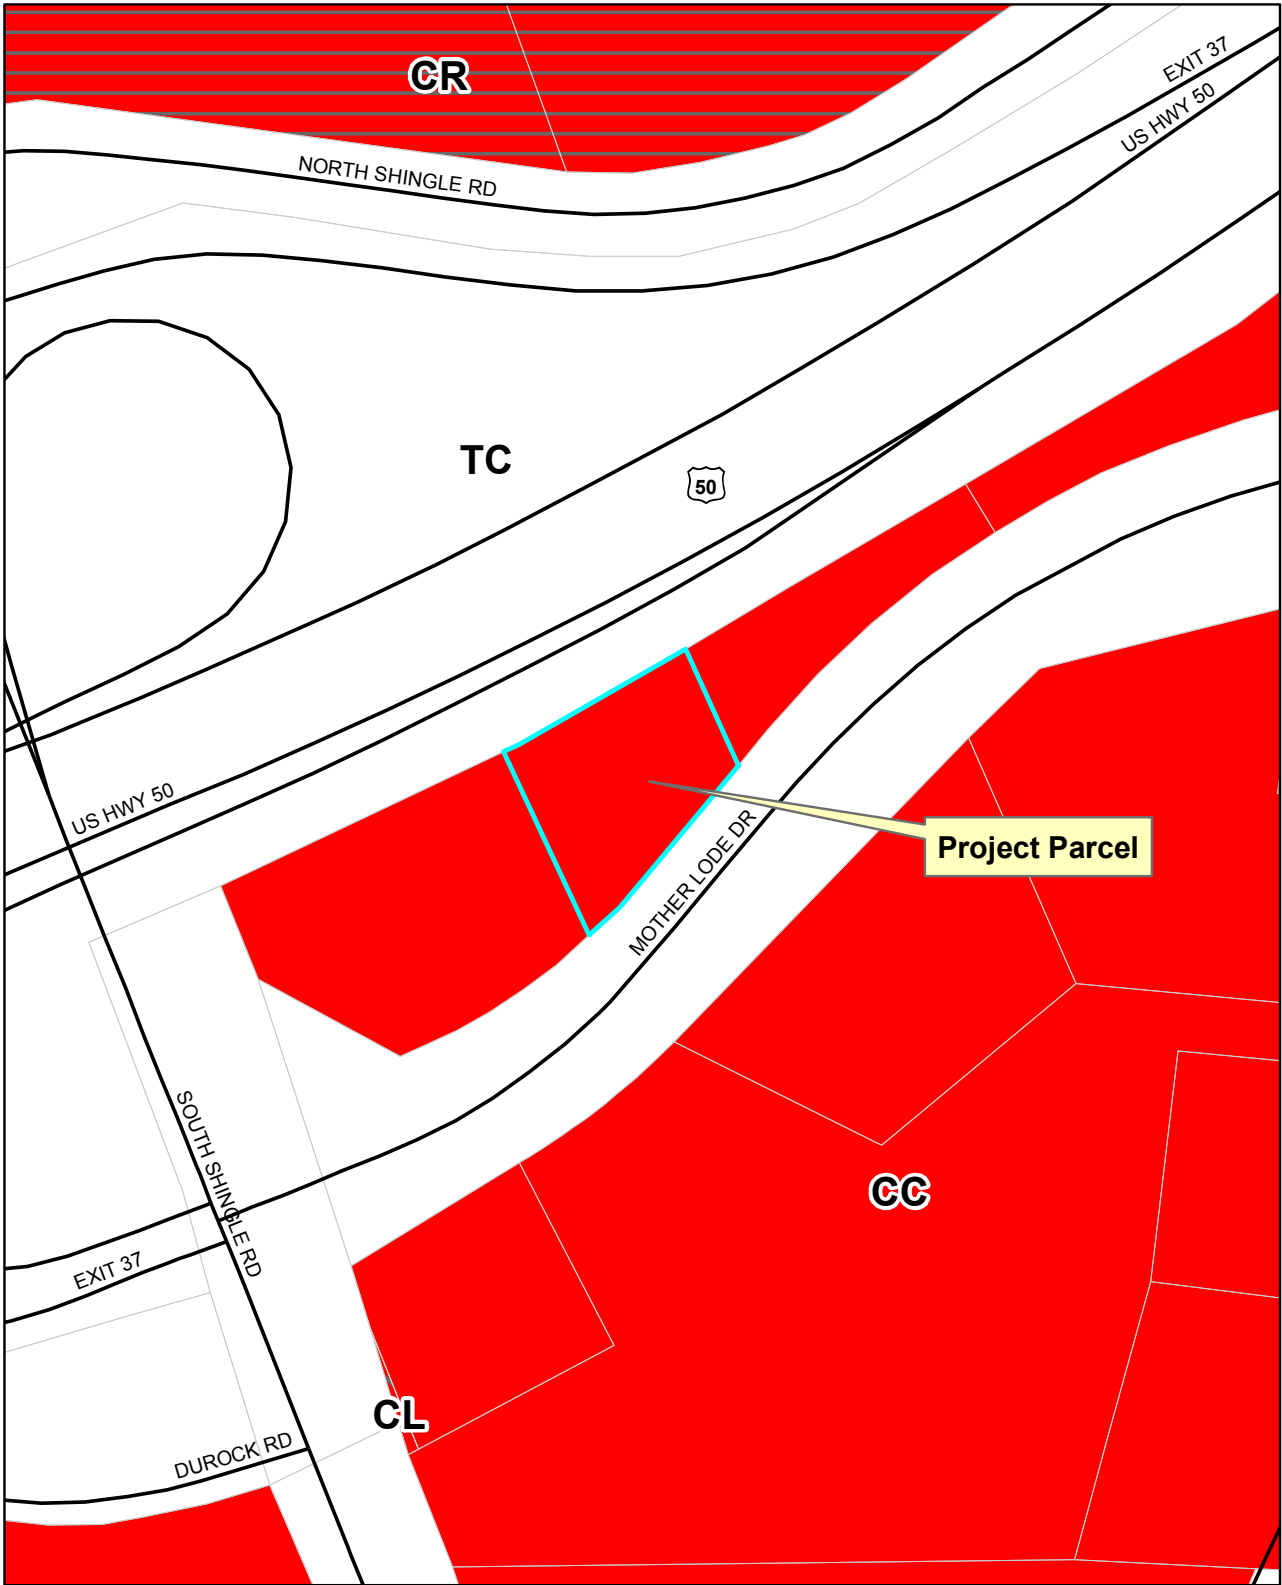 CR
EXIT 37
US HWY 50
NORTH SHINGLE RD
TC
50
US HWY 50
MOTHER LODE DR
Project Parcel
SOUTH SHINGLE RD
CC
EXIT 37
CL
DUROCK RD